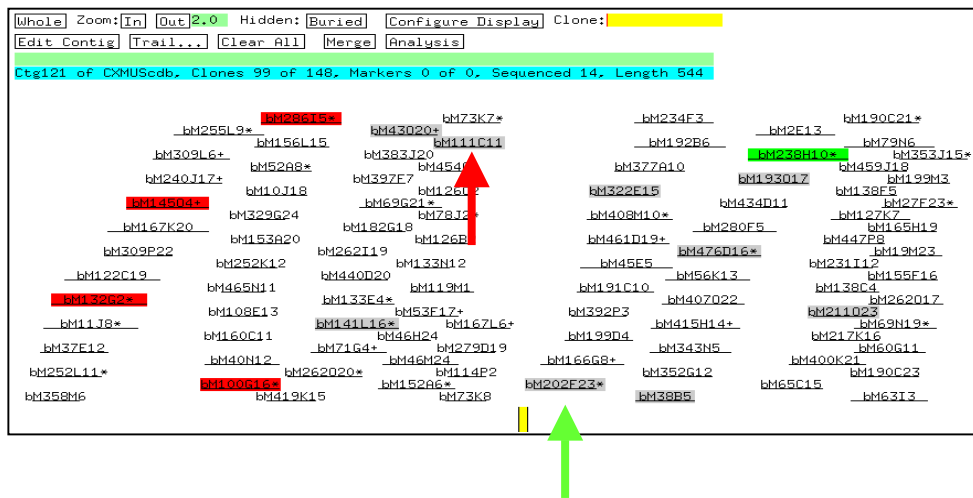 Whole Zoom: In Out 2.0 Hidden: Buried Configure Display Clone:
Edit Contig Trail... Clear All Merge Analysis
Ctg121 of CXMUScdb, Clones 99 of 148, Markers 0 of 0, Sequenced 14, Length 544
bM286I5* bM73K7* bM234F3 bM190C21*
bM255L9* bM43O20+ bM2E13
bM156L15 bM111C11 bM192B6 bM79N6
bM309L6+ bM383J20 bM238H10* bM353J15*
bM52A8* bM377A10 bM459J18
bM240J17+ bM397F7 bM193O17 bM199M3
bM10J18 bM322E15 bM138F5
bM145O4+ bM69G21* bM434D11 bM27F23*
bM329G24 bM408M10* bM127K7
bM167K20 bM182G18 bM280F5 bM165H19
bM153A20 bM126B bM461D19+ bM447P8
bM309P22 bM262I19 bM476D16* bM19M23
bM252K12 bM133N12 bM45E5 bM231I12
bM122C19 bM440D20 bM56K13 bM155F16
bM465N11 bM119M1 bM191C10 bM138C4
bM132G2* bM133E4* bM407O22 bM262O17
bM108E13 bM53F17+ bM392P3 bM211O23
bM11J8* bM141L16* bM167L6+ bM415H14+ bM69N19*
bM160C11 bM46H24 bM199D4 bM217K16
bM37E12 bM71G4+ bM279D19 bM343N5 bM60G11
bM40N12 bM46M24 bM166G8+ bM400K21
bM252L11* bM262O20* bM114P2 bM352G12 bM190C23
bM100G16* bM152A6* bM202F23* bM65C15
bM358M6 bM419K15 bM73K8 bM38B5 bM63I3